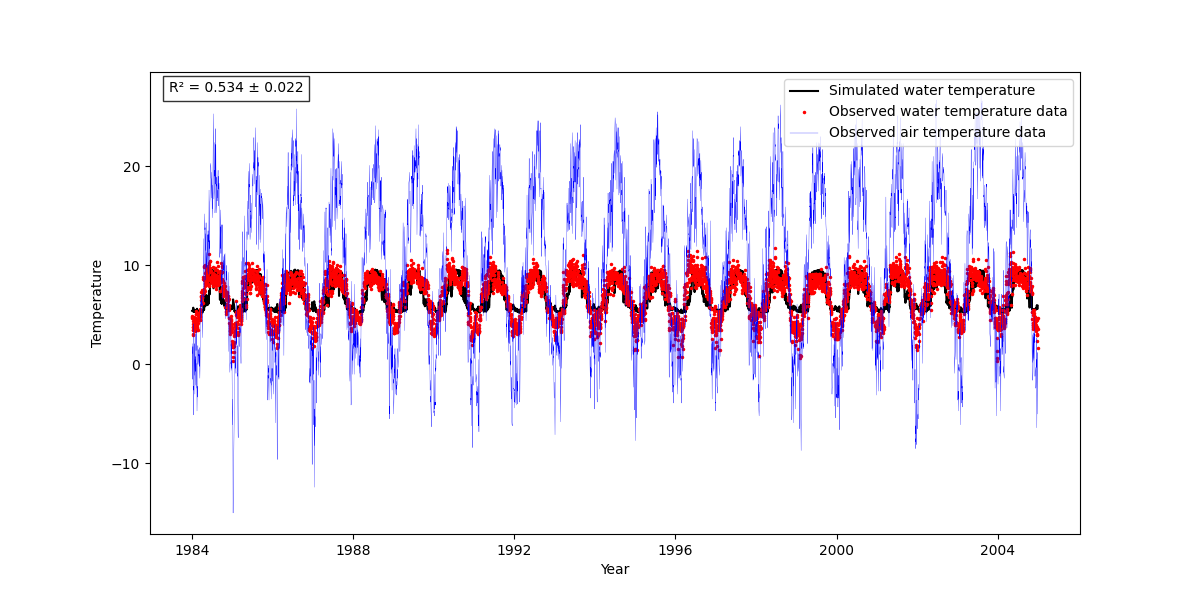 R² = 0.534 ± 0.022
Simulated water temperature
Observed water temperature data
Observed air temperature data
20
10
0
−10
Temperature
1984
1988
1992
1996
2000
2004
Year